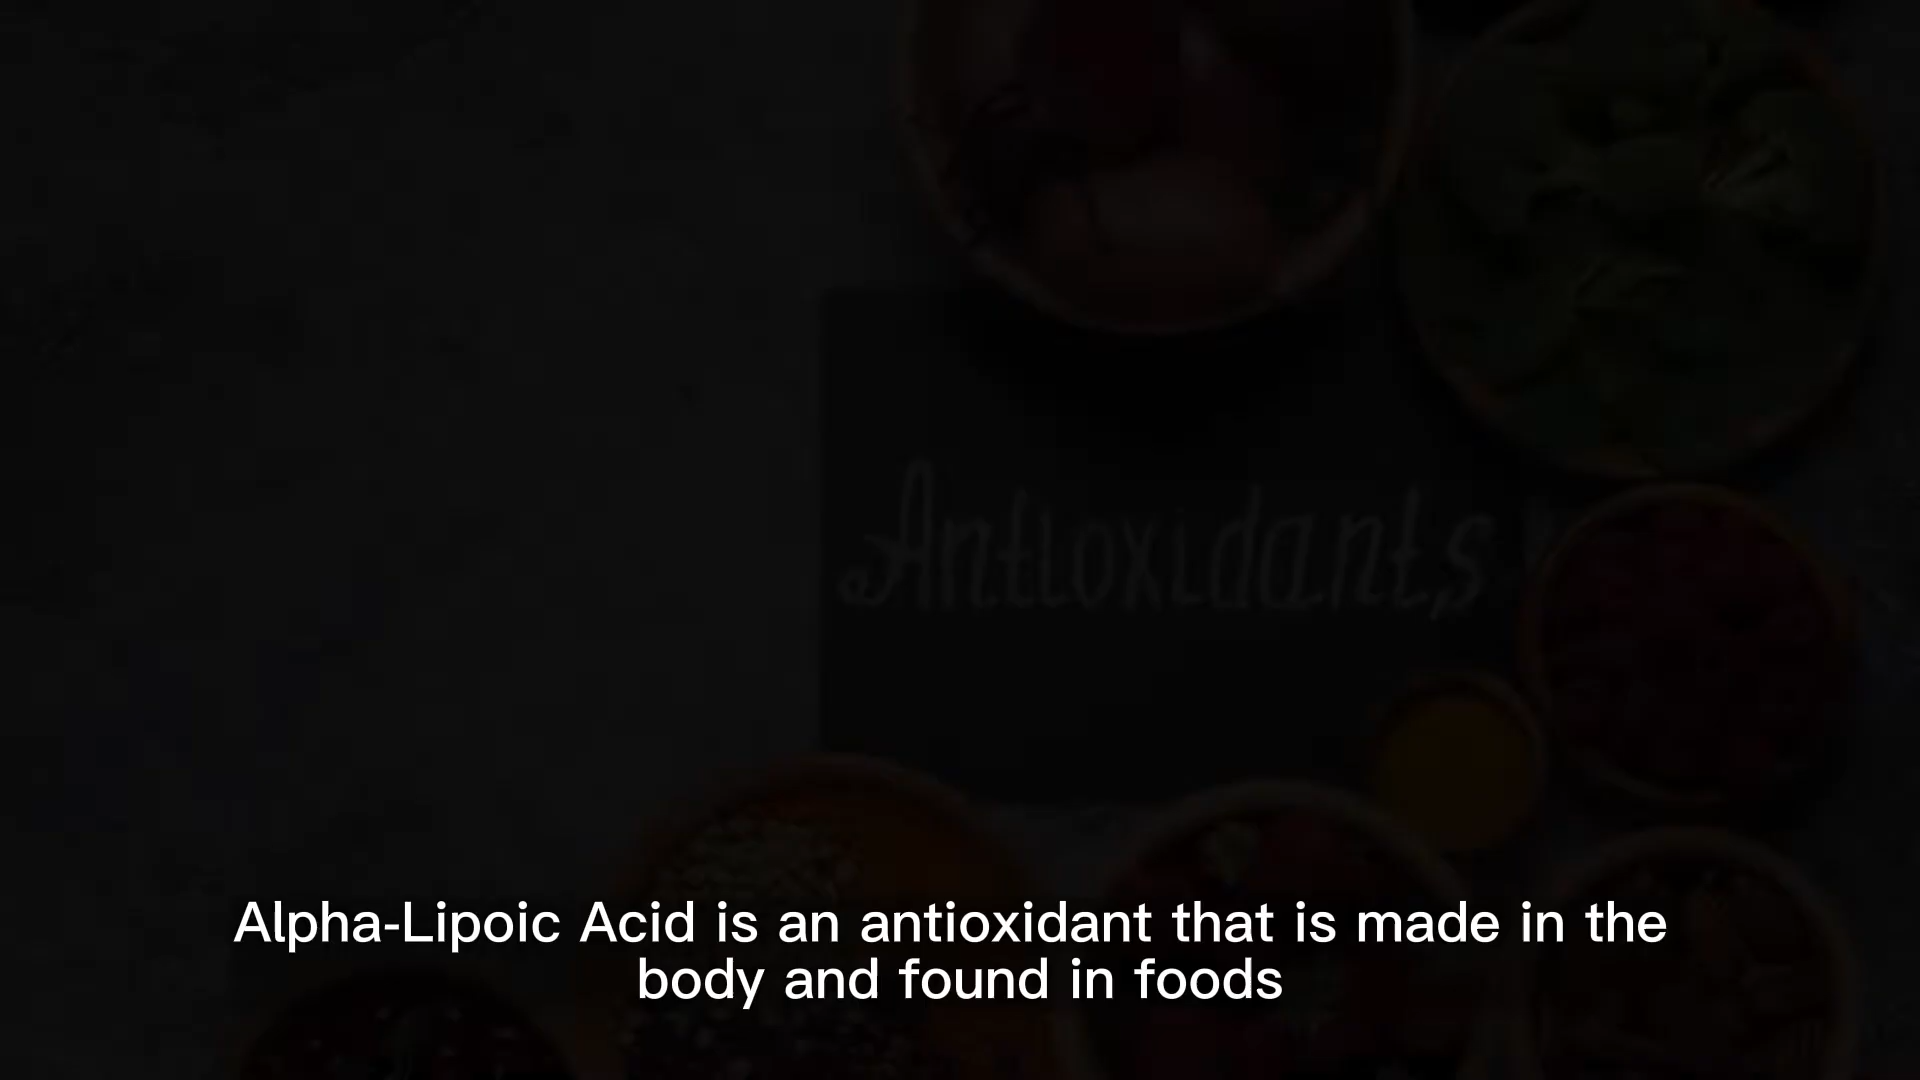 Antioxidants
Alpha-Lipoic Acid is an antioxidant that is made in the
body and found in foods